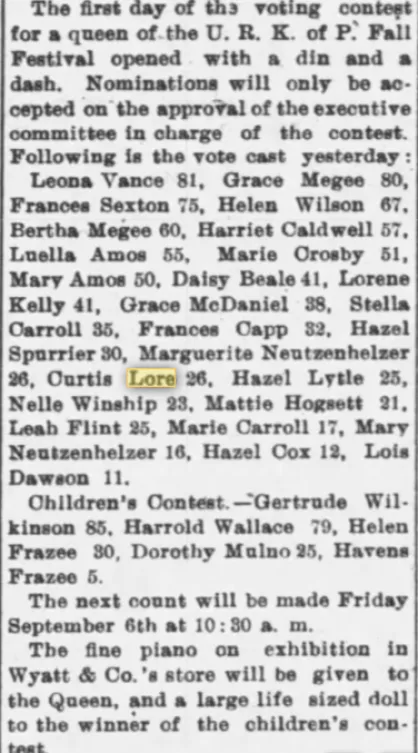 The first day of the voting contest
for a queen of the U. R. K. of P. Fall
Festival opened with a din and a
dash. Nominations will only be ac-
cepted on the approval of the executive
committee in charge of the contest.
Following is the vote cast yesterday:
Leona Vance 81, Grace Megee 80,
Frances Sexton 75, Helen Wilson 67,
Bertha Megee 60, Harriet Caldwell 57,
Luella Amos 55, Marie Crosby 51,
Mary Amos 50, Daisy Beale 41, Lorene
Kelly 41, Grace McDaniel 38, Stella
Carroll 35, Frances Capp 32, Hazel
Spurrier 30, Marguerite Neutzenhelzer
26, Curtis Lore 26, Hazel Lytle 25,
Nelle Winship 23, Mattie Hogsett 21,
Leah Flint 25, Marie Carroll 17, Mary
Neutzenhelzer 16, Hazel Cox 12, Lois
Dawson 11.
Children's Contest.—Gertrude Wil-
kinson 85, Harrold Wallace 79, Helen
Frazee 30, Dorothy Mulno 25, Havens
Frazee 5.
The next count will be made Friday
September 6th at 10:30 a. m.
The fine piano on exhibition in
Wyatt & Co.'s store will be given to
the Queen, and a large life sized doll
to the winner of the children's con-
test.